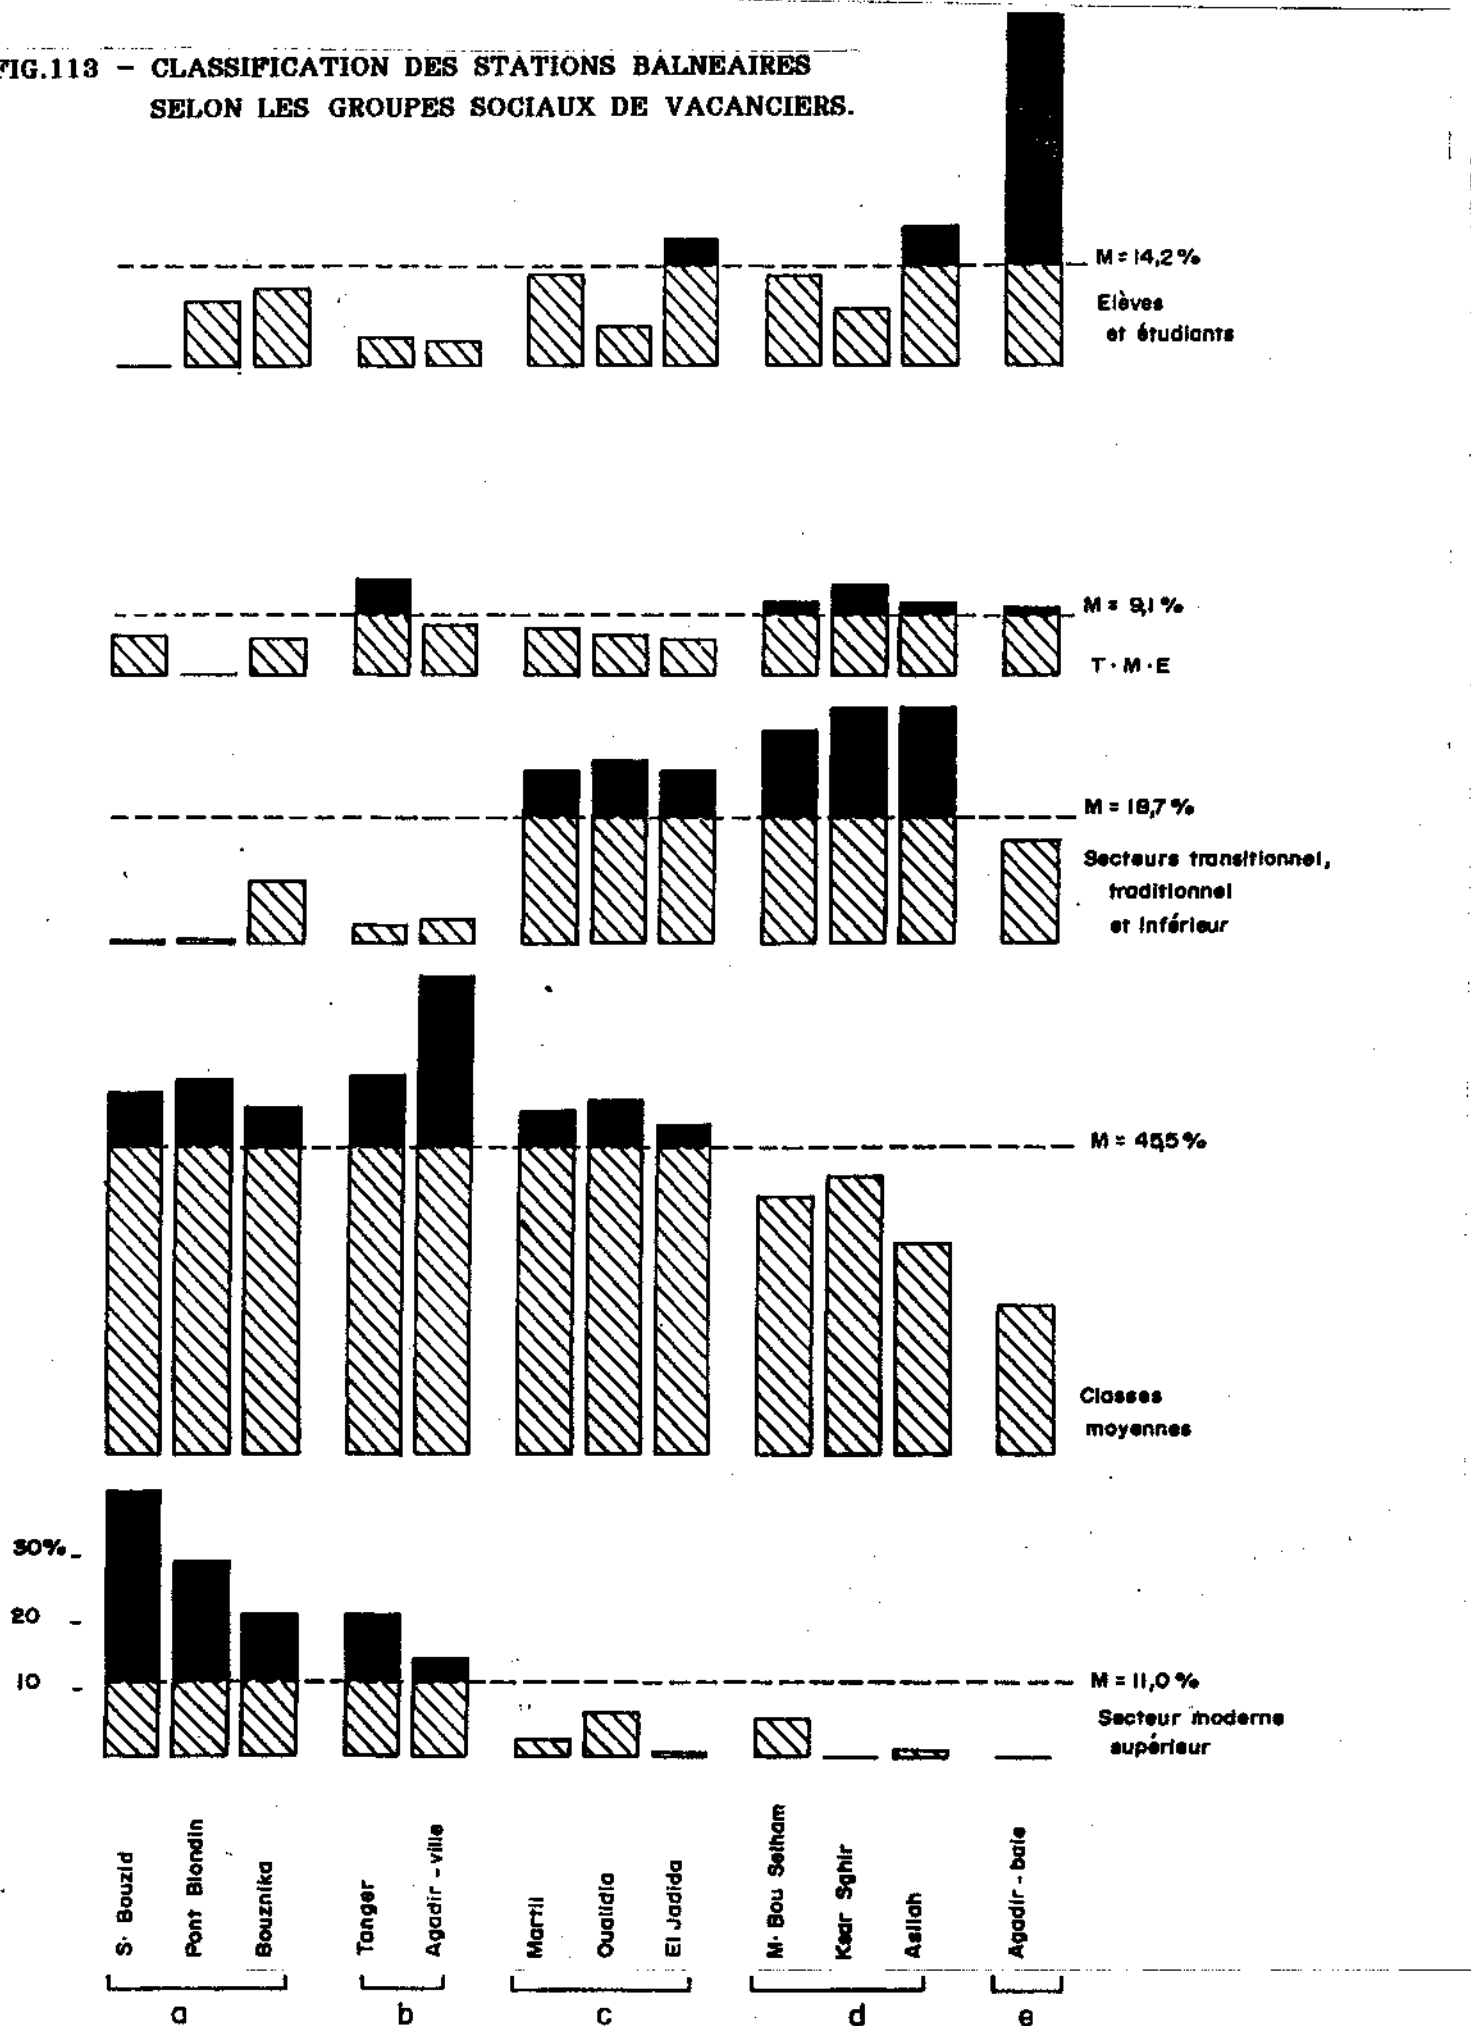 FIG.113 - CLASSIFICATION DES STATIONS BALNEAIRES
SELON LES GROUPES SOCIAUX DE VACANCIERS.
M = 14,2 %
Elèves
et étudiants
M = 9,1 %
T · M · E
M = 18,7 %
Secteurs transitionnel,
traditionnel
et inférieur
M = 45,5 %
Classes
moyennes
30%
20
10
M = 11,0 %
Secteur moderne
supérieur
S. Bouzid
Pont Blondin
Bouznika
Tanger
Agadir - ville
Martil
Oualidia
El Jadida
M. Bou Selham
Ksar Sghir
Asilah
Agadir - baie
a
b
c
d
e